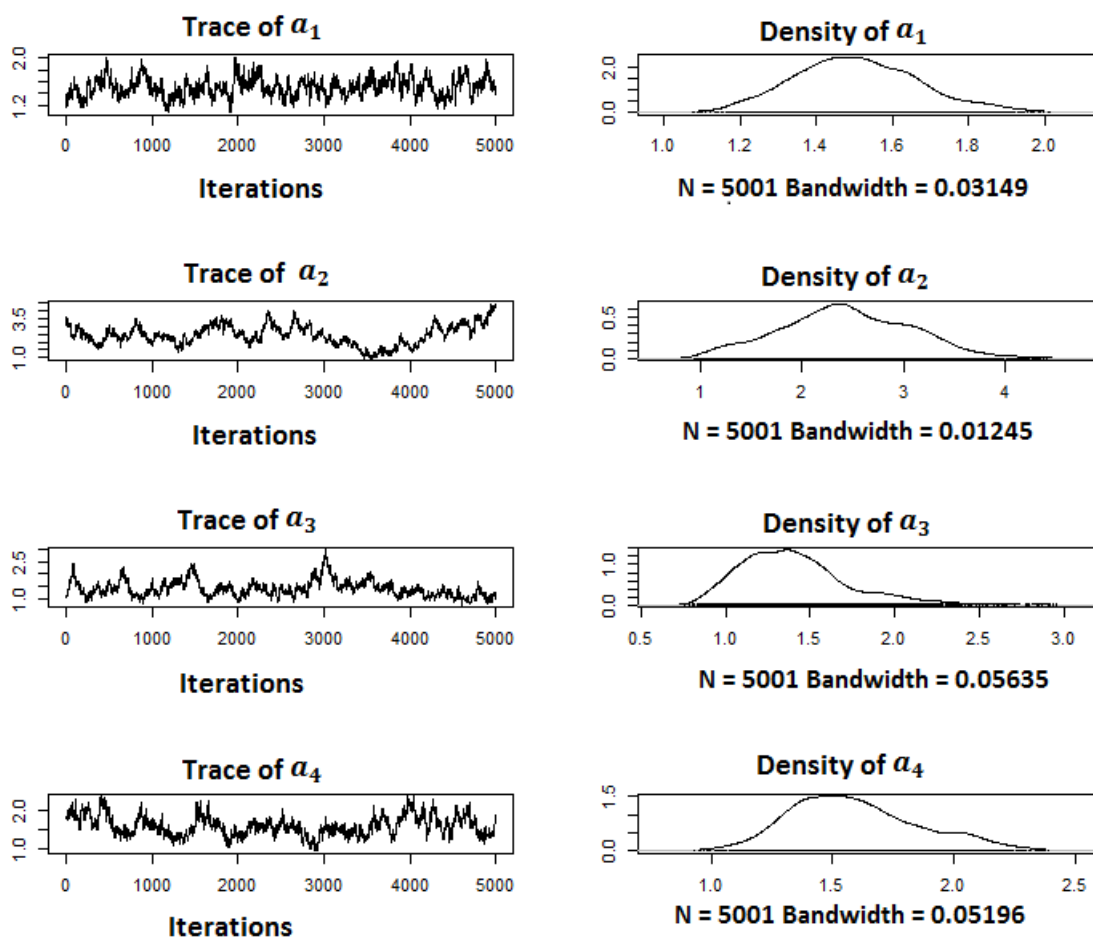 Trace of a₁
2.0
1.2
0 1000 2000 3000 4000 5000
Iterations
Density of a₁
2.0
0.0
1.0 1.2 1.4 1.6 1.8 2.0
N = 5001 Bandwidth = 0.03149
Trace of a₂
3.5
1.0
0 1000 2000 3000 4000 5000
Iterations
Density of a₂
0.5
0.0
1 2 3 4
N = 5001 Bandwidth = 0.01245
Trace of a₃
2.5
1.0
0 1000 2000 3000 4000 5000
Iterations
Density of a₃
1.0
0.0
0.5 1.0 1.5 2.0 2.5 3.0
N = 5001 Bandwidth = 0.05635
Trace of a₄
2.0
1.0
0 1000 2000 3000 4000 5000
Iterations
Density of a₄
1.5
0.0
1.0 1.5 2.0 2.5
N = 5001 Bandwidth = 0.05196